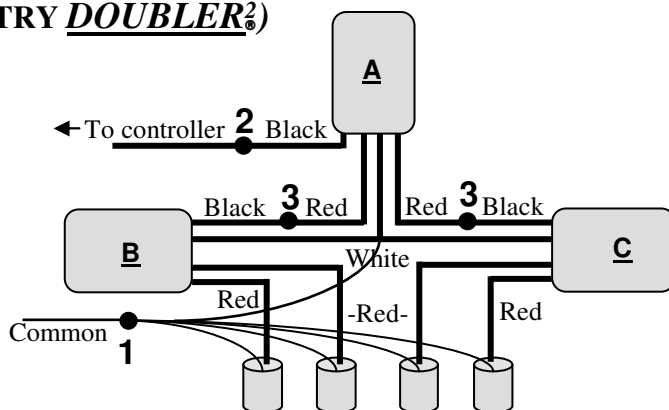 TRY DOUBLER²®)
A
To controller 2 Black
Black 3 Red
Red 3 Black
B
C
White
Red
-Red-
Red
Common
1